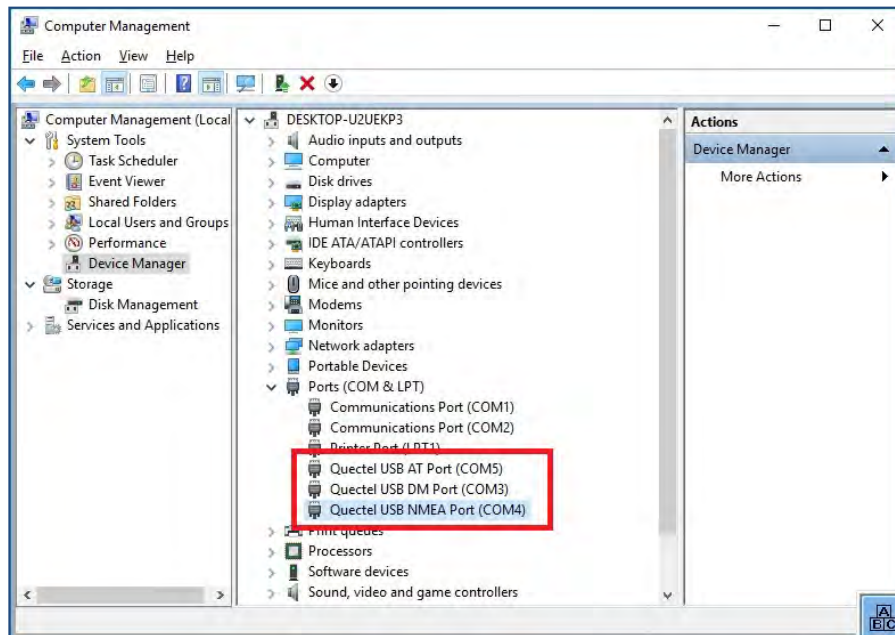 Computer Management
File Action View Help
Computer Management (Local
System Tools
Task Scheduler
Event Viewer
Shared Folders
Local Users and Groups
Performance
Device Manager
Storage
Disk Management
Services and Applications
DESKTOP-U2UEKP3
Audio inputs and outputs
Computer
Disk drives
Display adapters
Human Interface Devices
IDE ATA/ATAPI controllers
Keyboards
Mice and other pointing devices
Modems
Monitors
Network adapters
Portable Devices
Ports (COM & LPT)
Communications Port (COM1)
Communications Port (COM2)
Printer Port (LPT1)
Quectel USB AT Port (COM5)
Quectel USB DM Port (COM3)
Quectel USB NMEA Port (COM4)
Print queues
Processors
Software devices
Sound, video and game controllers
Actions
Device Manager
More Actions
A
B C